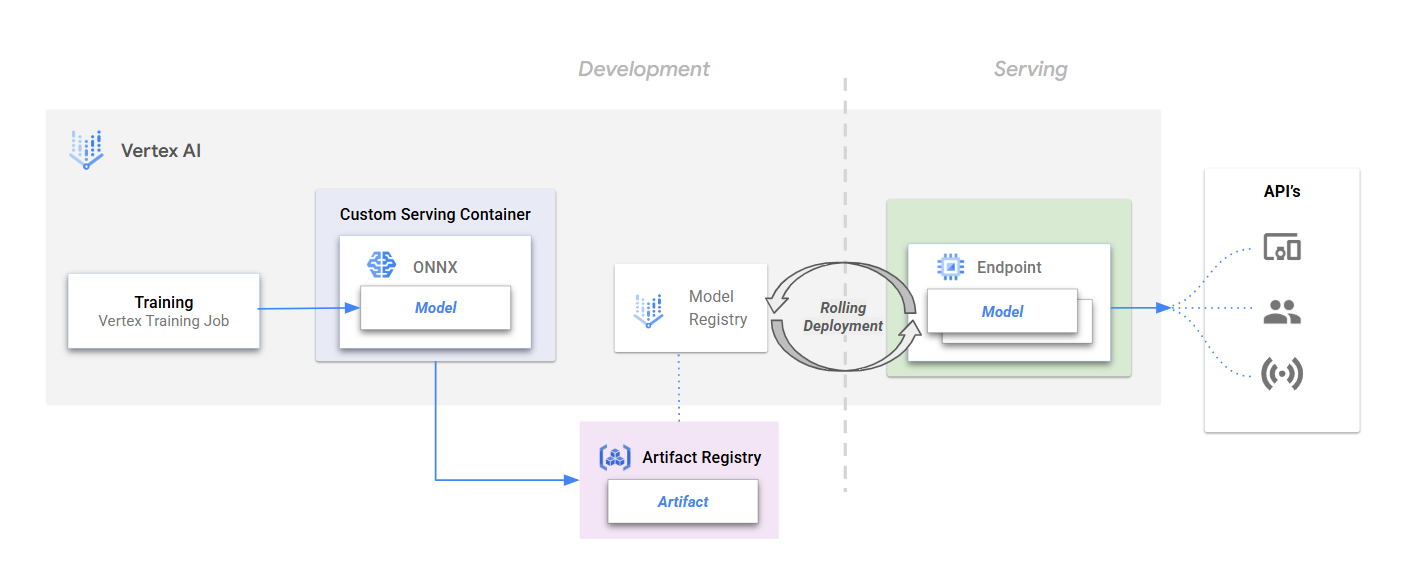 Development
Serving
Vertex AI
Custom Serving Container
ONNX
Model
Training
Vertex Training Job
Model
Registry
Rolling
Deployment
Endpoint
Model
API's
Artifact Registry
Artifact